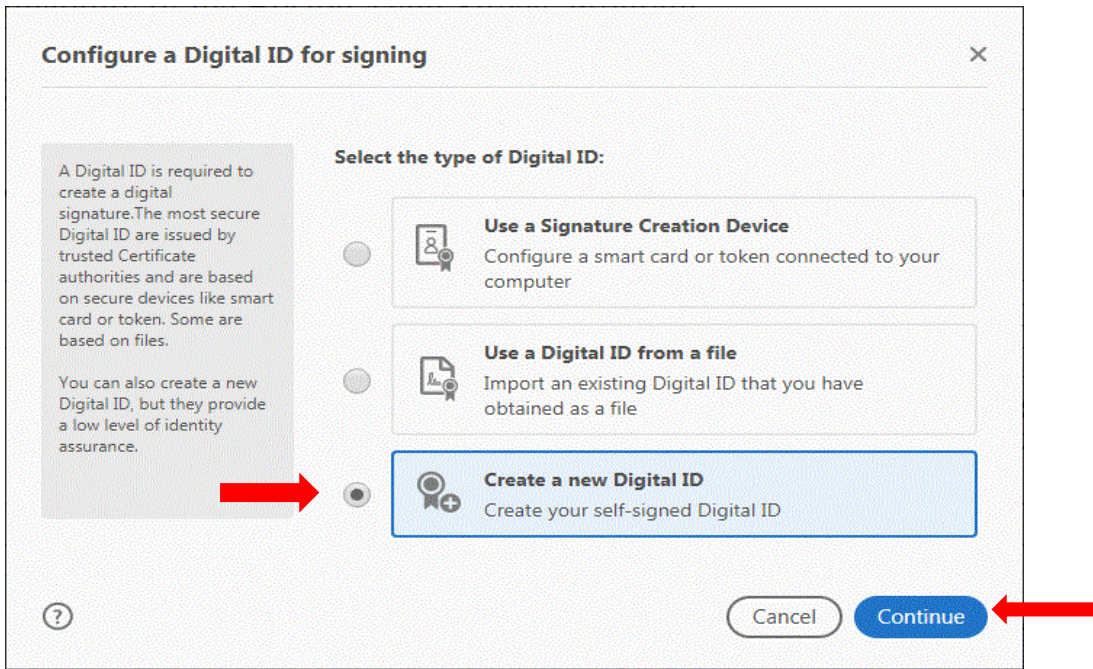 Configure a Digital ID for signing
A Digital ID is required to
create a digital
signature.The most secure
Digital ID are issued by
trusted Certificate
authorities and are based
on secure devices like smart
card or token. Some are
based on files.
You can also create a new
Digital ID, but they provide
a low level of identity
assurance.
Select the type of Digital ID:
Use a Signature Creation Device
Configure a smart card or token connected to your
computer
Use a Digital ID from a file
Import an existing Digital ID that you have
obtained as a file
Create a new Digital ID
Create your self-signed Digital ID
?
Cancel
Continue